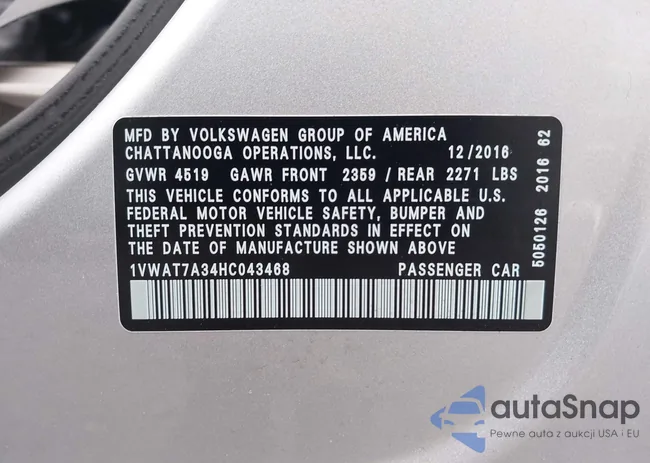 MFD BY VOLKSWAGEN GROUP OF AMERICA
CHATTANOOGA OPERATIONS, LLC. 12/2016
GVWR 4519 GAWR FRONT 2359 / REAR 2271 LBS
THIS VEHICLE CONFORMS TO ALL APPLICABLE U.S.
FEDERAL MOTOR VEHICLE SAFETY, BUMPER AND
THEFT PREVENTION STANDARDS IN EFFECT ON
THE DATE OF MANUFACTURE SHOWN ABOVE
1VWAT7A34HC043468 PASSENGER CAR
5050126 2016 62
autaSnap
Pewne auta z aukcji USA i EU